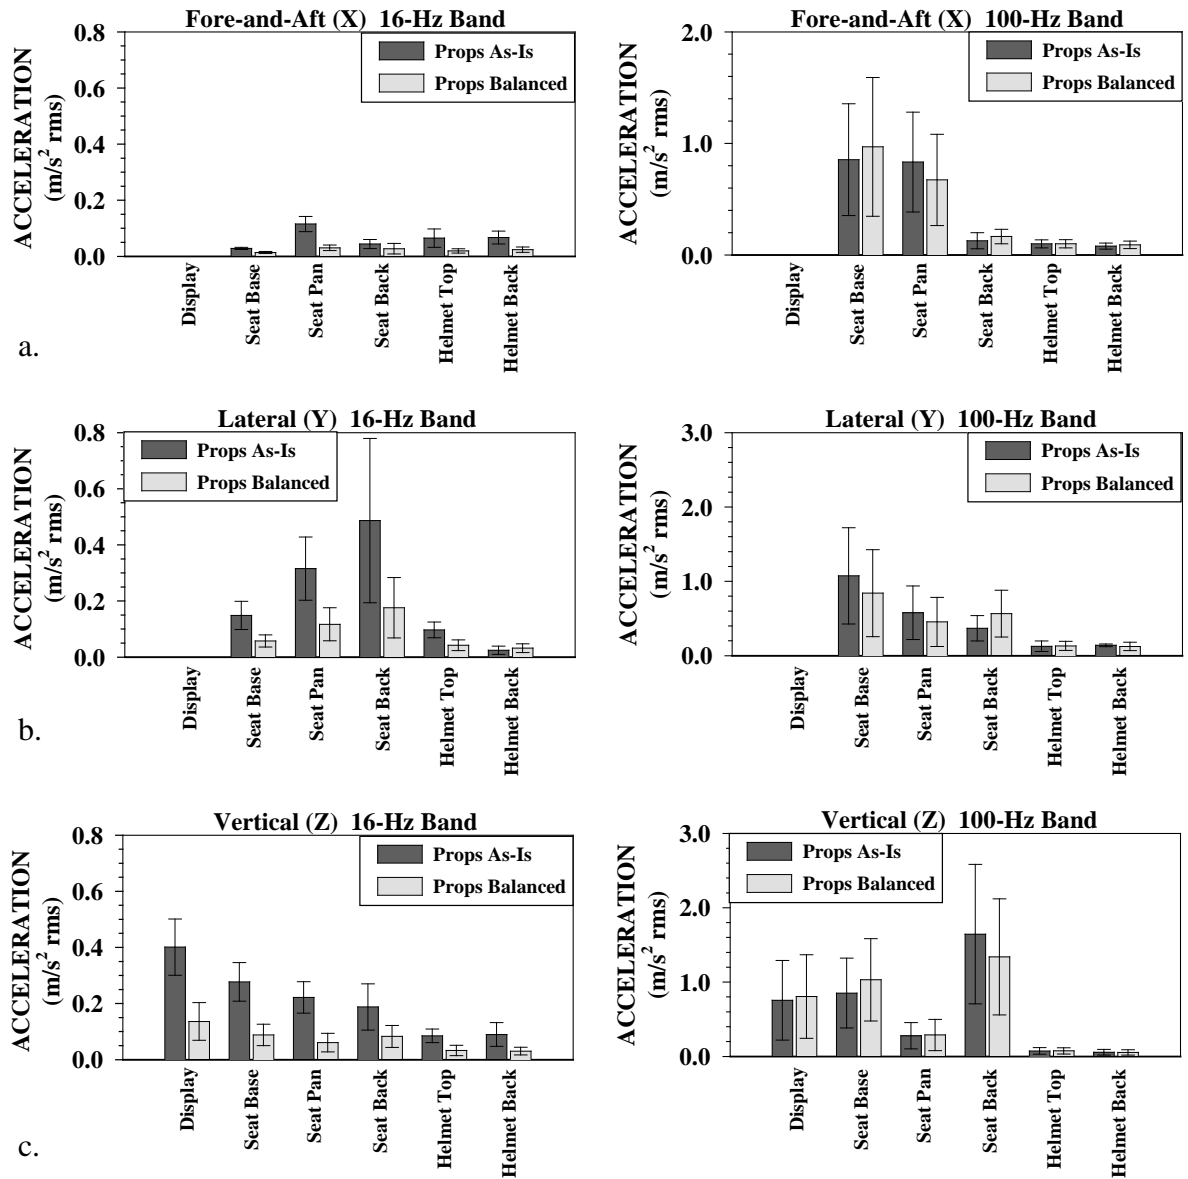 Fore-and-Aft (X) 16-Hz Band
ACCELERATION
(m/s² rms)
0.8
0.6
0.4
0.2
0.0
Props As-Is
Props Balanced
Display
Seat Base
Seat Pan
Seat Back
Helmet Top
Helmet Back
a.
Fore-and-Aft (X) 100-Hz Band
ACCELERATION
(m/s² rms)
2.0
1.0
0.0
Props As-Is
Props Balanced
Display
Seat Base
Seat Pan
Seat Back
Helmet Top
Helmet Back
Lateral (Y) 16-Hz Band
ACCELERATION
(m/s² rms)
0.8
0.6
0.4
0.2
0.0
Props As-Is
Props Balanced
Display
Seat Base
Seat Pan
Seat Back
Helmet Top
Helmet Back
b.
Lateral (Y) 100-Hz Band
ACCELERATION
(m/s² rms)
3.0
2.0
1.0
0.0
Props As-Is
Props Balanced
Display
Seat Base
Seat Pan
Seat Back
Helmet Top
Helmet Back
Vertical (Z) 16-Hz Band
ACCELERATION
(m/s² rms)
0.8
0.6
0.4
0.2
0.0
Props As-Is
Props Balanced
Display
Seat Base
Seat Pan
Seat Back
Helmet Top
Helmet Back
c.
Vertical (Z) 100-Hz Band
ACCELERATION
(m/s² rms)
3.0
2.0
1.0
0.0
Props As-Is
Props Balanced
Display
Seat Base
Seat Pan
Seat Back
Helmet Top
Helmet Back